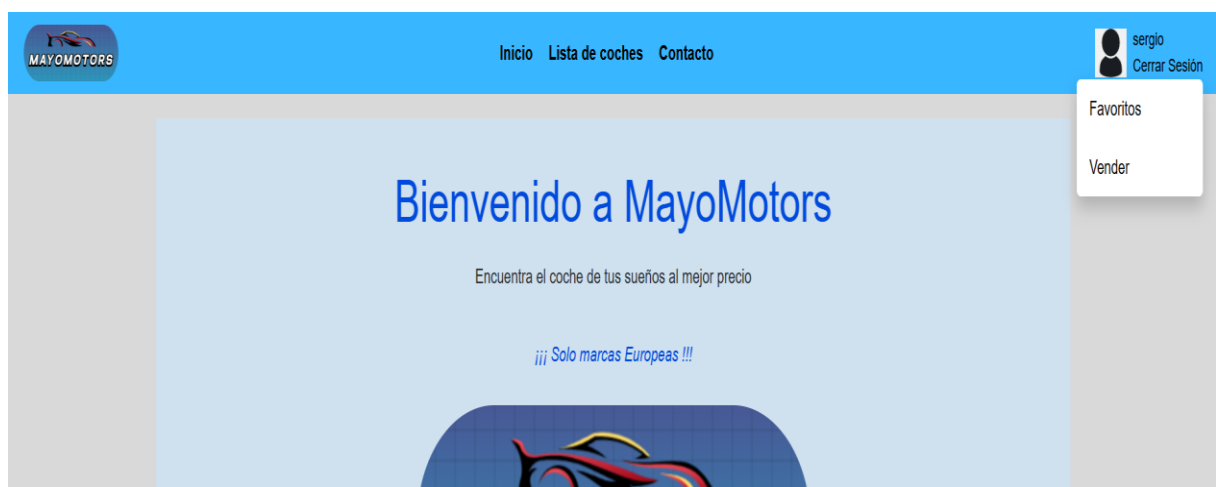 MAYOMOTORS
Inicio Lista de coches Contacto
sergio
Cerrar Sesión
Favoritos
Vender
Bienvenido a MayoMotors
Encuentra el coche de tus sueños al mejor precio
¡¡¡ Solo marcas Europeas !!!